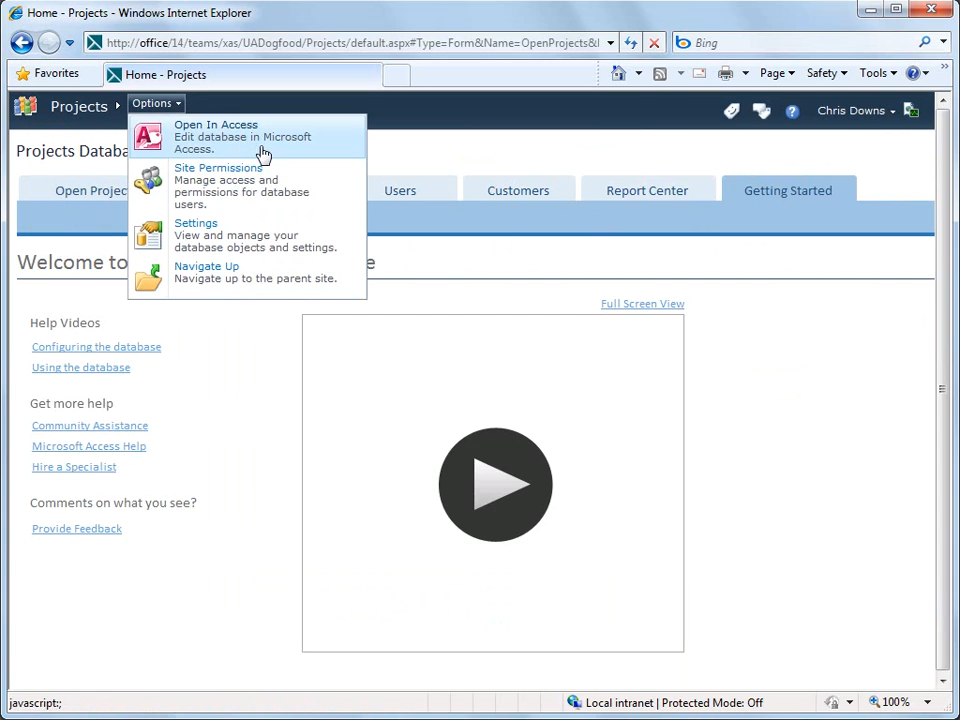 Home - Projects - Windows Internet Explorer
http://office/14/teams/xas/UADogfood/Projects/default.aspx#Type=Form&Name=OpenProjects&
Bing
Favorites
Home - Projects
Page
Safety
Tools
»
Projects
Options
Chris Downs
Open In Access
Edit database in Microsoft
Access.
Projects Databa
Site Permissions
Manage access and
permissions for database
users.
Open Projec
Users
Customers
Report Center
Getting Started
Settings
View and manage your
database objects and settings.
Welcome to
e
Navigate Up
Navigate up to the parent site.
Full Screen View
Help Videos
Configuring the database
Using the database
Get more help
Community Assistance
Microsoft Access Help
Hire a Specialist
Comments on what you see?
Provide Feedback
javascript:;
Local intranet | Protected Mode: Off
100%